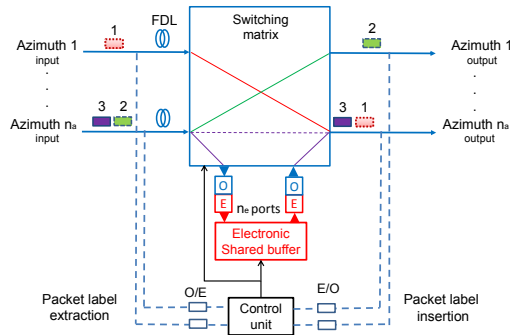 1
FDL
Switching
matrix
2
Azimuth 1
input
Azimuth 1
output
.
.
.
.
.
.
3
2
3
1
Azimuth na
input
Azimuth na
output
O
E
ne ports
O
E
Electronic
Shared buffer
O/E
E/O
Packet label
extraction
Control
unit
Packet label
insertion